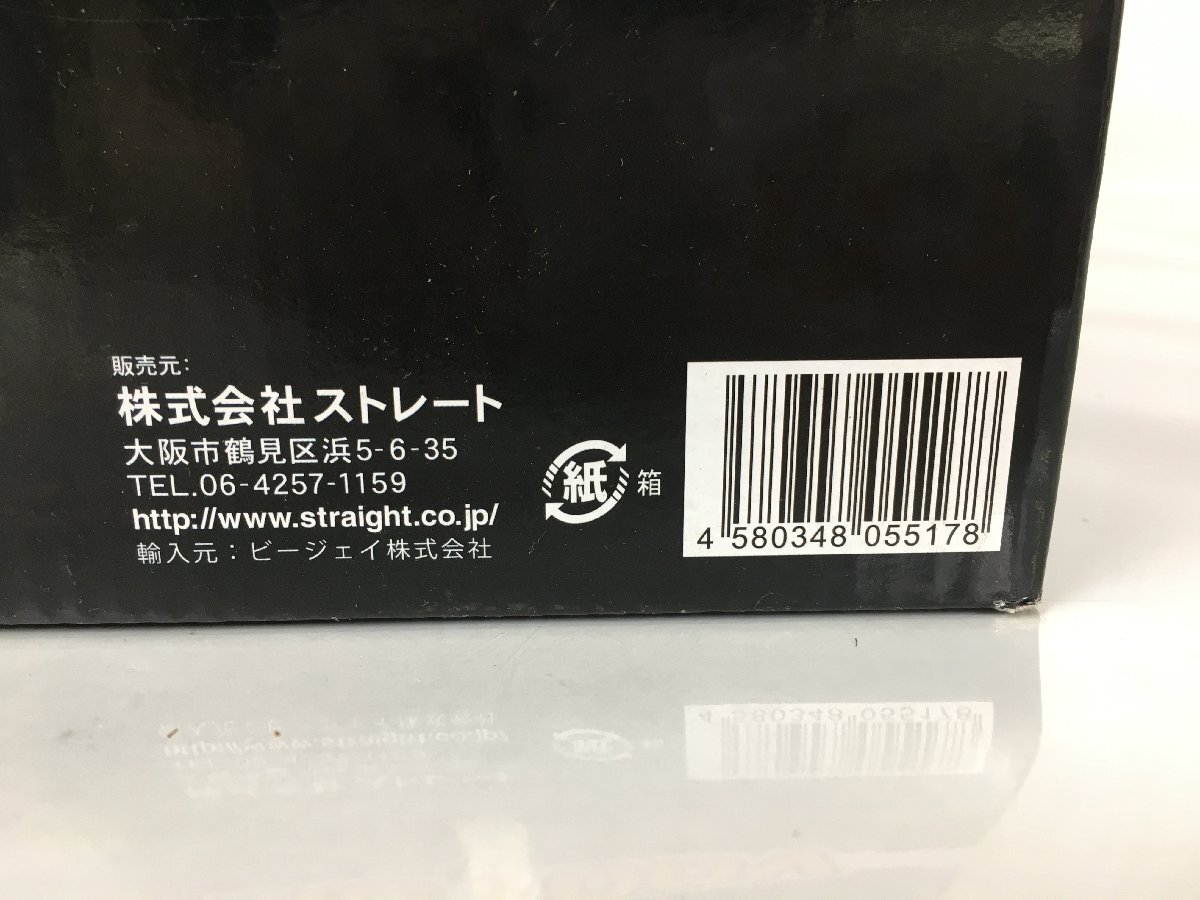 販売元:
株式会社ストレート
大阪市鶴見区浜5-6-35
TEL.06-4257-1159
http://www.straight.co.jp/
輸入元：ビージェイ株式会社
紙 箱
4 580348 055178